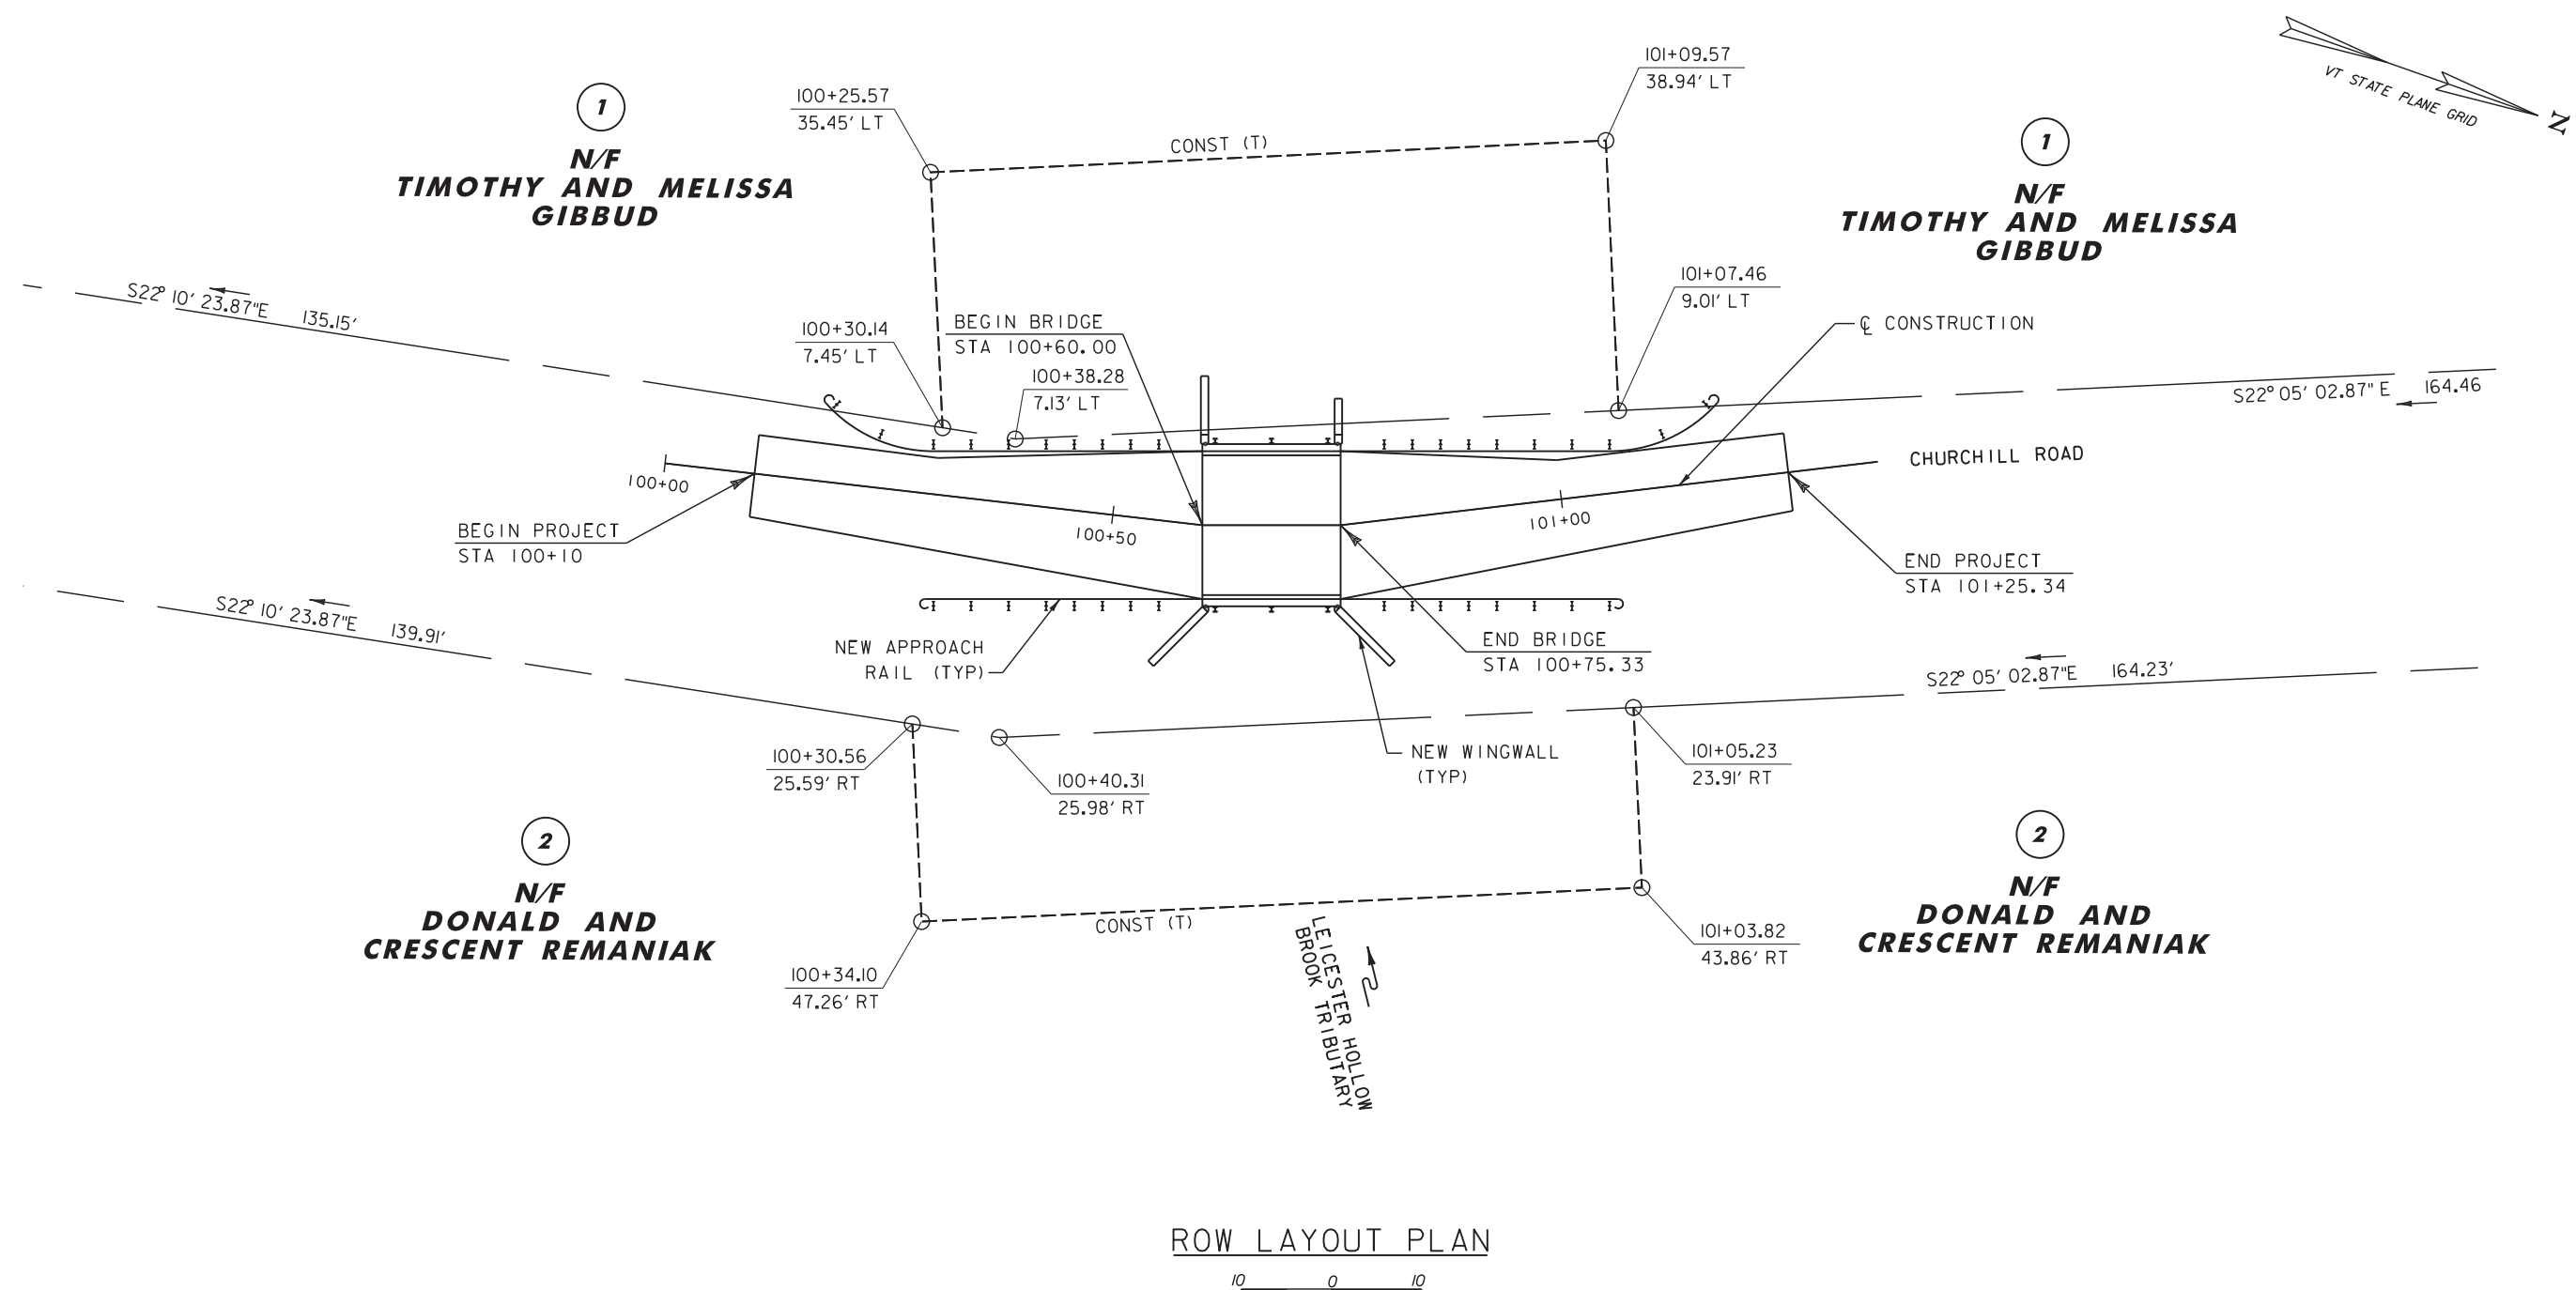 101+09.57
38.94' LT
100+25.57
35.45' LT
CONST (T)
VT STATE PLANE GRID
N
1
N/F
TIMOTHY AND MELISSA
GIBBUD
1
N/F
TIMOTHY AND MELISSA
GIBBUD
S22° 10' 23.87"E 135.15'
100+30.14
7.45' LT
BEGIN BRIDGE
STA 100+60.00
100+38.28
7.13' LT
101+07.46
9.01' LT
℄ CONSTRUCTION
S22° 05' 02.87" E 164.46
CHURCHILL ROAD
100+00
100+50
101+00
BEGIN PROJECT
STA 100+10
END PROJECT
STA 101+25.34
S22° 10' 23.87"E 139.91'
NEW APPROACH
RAIL (TYP)
END BRIDGE
STA 100+75.33
S22° 05' 02.87"E 164.23'
100+30.56
25.59' RT
100+40.31
25.98' RT
NEW WINGWALL
(TYP)
101+05.23
23.91' RT
2
N/F
DONALD AND
CRESCENT REMANIAK
2
N/F
DONALD AND
CRESCENT REMANIAK
CONST (T)
100+34.10
47.26' RT
LEICESTER HOLLOW
BROOK TRIBUTARY
101+03.82
43.86' RT
ROW LAYOUT PLAN
10 0 10